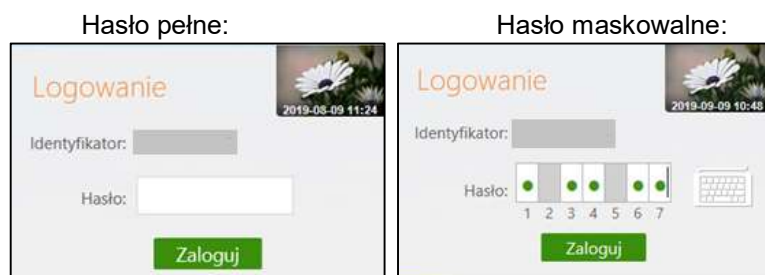 Hasło pełne:
Logowanie
2019-08-09 11:24
Identyfikator:
Hasło:
Zaloguj
Hasło maskowalne:
Logowanie
2019-09-09 10:48
Identyfikator:
Hasło:
1 2 3 4 5 6 7
Zaloguj